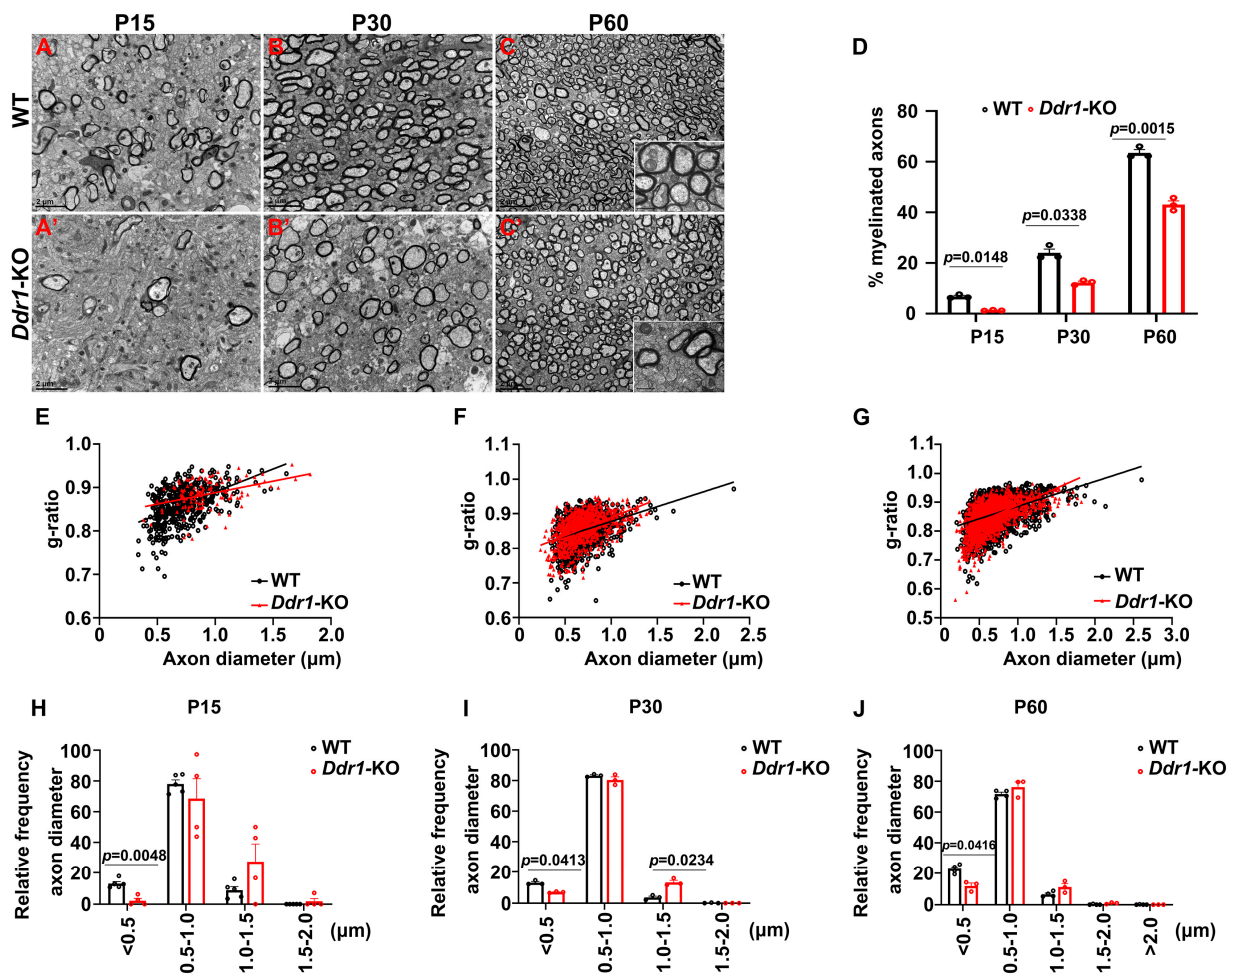 P15 P30 P60
WT
A B C
2 µm
Ddr1-KO
A’ B’ C’
2 µm
D
WT Ddr1-KO
% myelinated axons
80
60
40
20
0
p=0.0148
p=0.0338
p=0.0015
P15 P30 P60
E
g-ratio
1.0
0.9
0.8
0.7
0.6
0 0.5 1.0 1.5 2.0
Axon diameter (µm)
WT
Ddr1-KO
F
g-ratio
1.1
1.0
0.9
0.8
0.7
0.6
0 0.5 1.0 1.5 2.0 2.5
Axon diameter (µm)
WT
Ddr1-KO
G
g-ratio
1.1
1.0
0.9
0.8
0.7
0.6
0.5
0 0.5 1.0 1.5 2.0 2.5 3.0
Axon diameter (µm)
WT
Ddr1-KO
H
P15
Relative frequency
axon diameter
100
80
60
40
20
0
p=0.0048
WT
Ddr1-KO
<0.5 0.5-1.0 1.0-1.5 1.5-2.0 (µm)
I
P30
Relative frequency
axon diameter
100
80
60
40
20
0
p=0.0413
p=0.0234
WT
Ddr1-KO
<0.5 0.5-1.0 1.0-1.5 1.5-2.0 (µm)
J
P60
Relative frequency
axon diameter
100
80
60
40
20
0
p=0.0416
WT
Ddr1-KO
<0.5 0.5-1.0 1.0-1.5 1.5-2.0 >2.0 (µm)